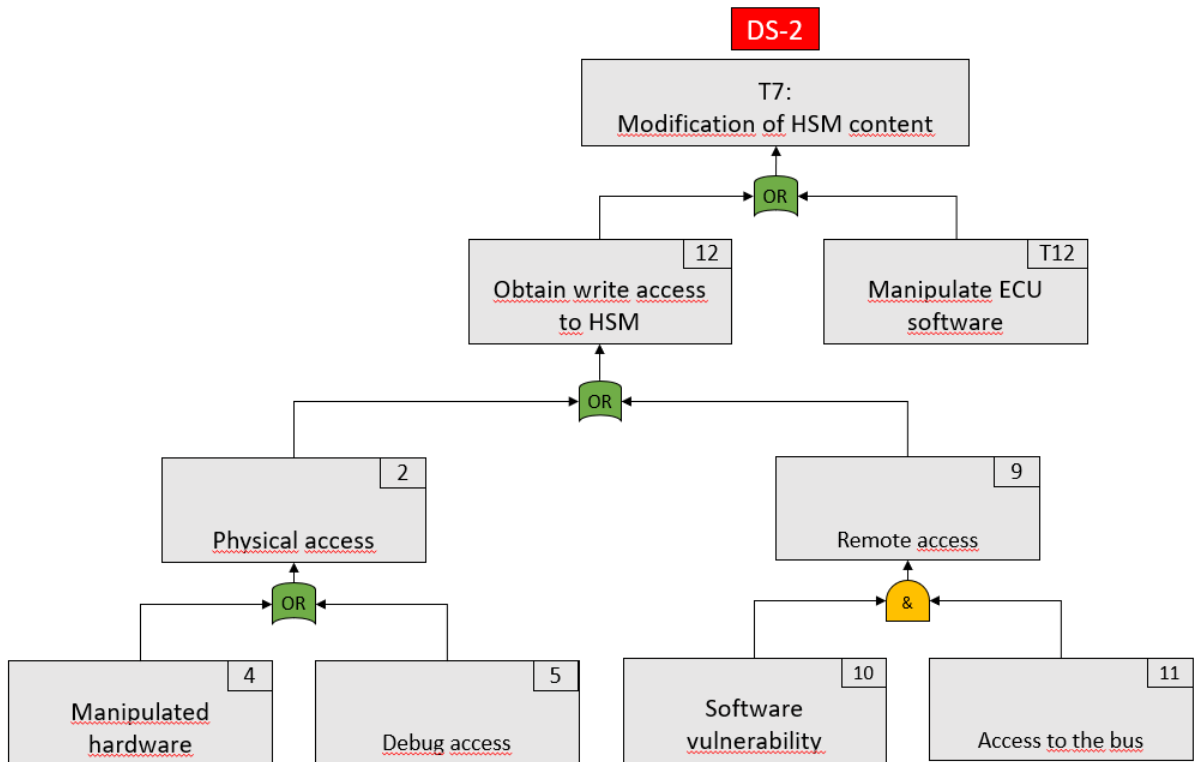 DS-2
T7:
Modification of HSM content
OR
12
Obtain write access
to HSM
T12
Manipulate ECU
software
OR
2
Physical access
9
Remote access
OR
&
4
Manipulated
hardware
5
Debug access
10
Software
vulnerability
11
Access to the bus